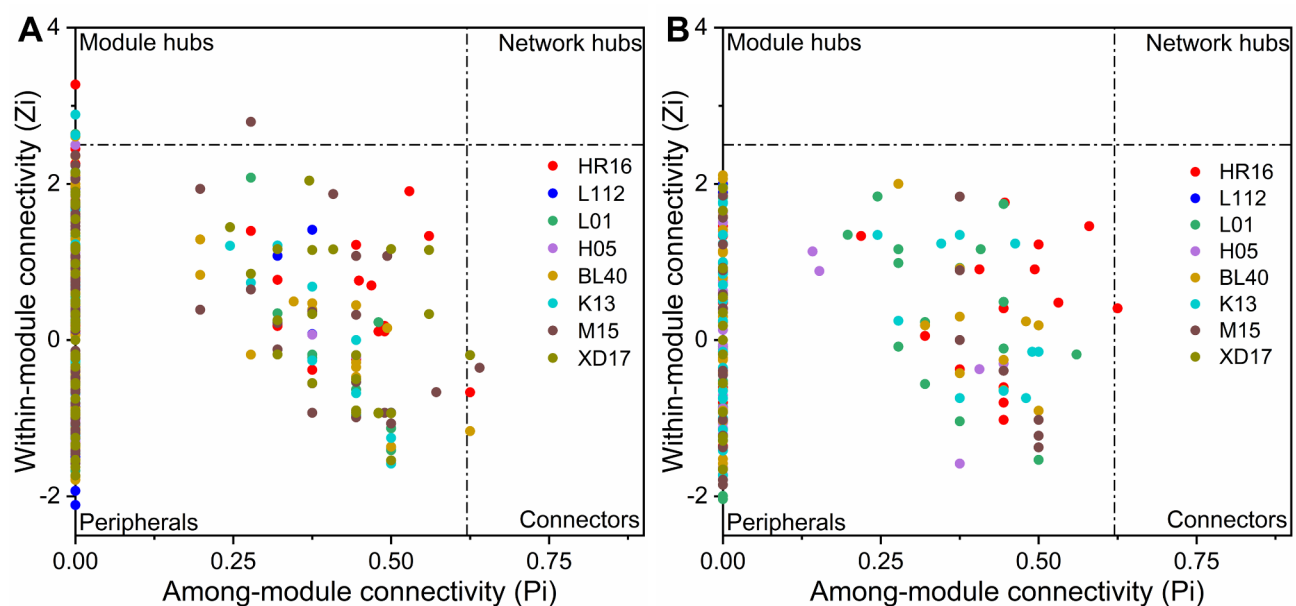 A
Within-module connectivity (Zi)
4
2
0
-2
Module hubs
Network hubs
HR16
L112
L01
H05
BL40
K13
M15
XD17
Peripherals
Connectors
0.00
0.25
0.50
0.75
Among-module connectivity (Pi)
B
Within-module connectivity (Zi)
4
2
0
-2
Module hubs
Network hubs
HR16
L112
L01
H05
BL40
K13
M15
XD17
Peripherals
Connectors
0.00
0.25
0.50
0.75
Among-module connectivity (Pi)